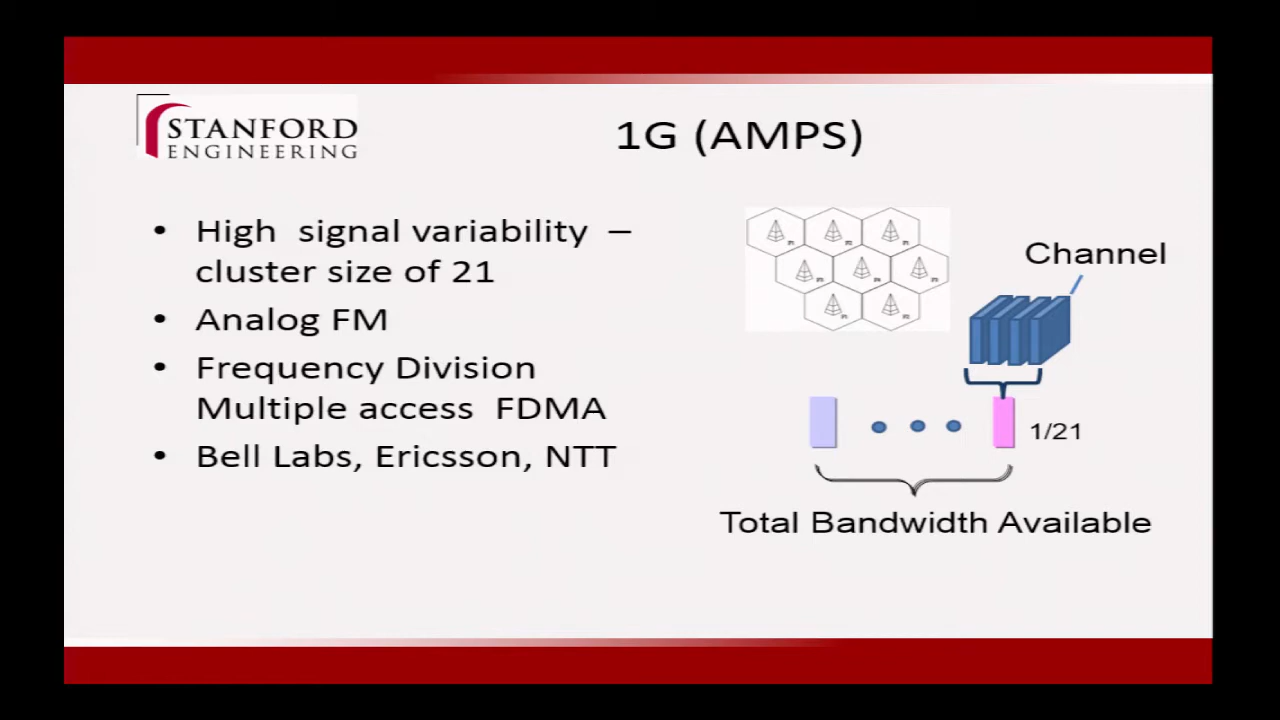 STANFORD
ENGINEERING
1G (AMPS)
• High signal variability –
cluster size of 21
• Analog FM
• Frequency Division
Multiple access FDMA
• Bell Labs, Ericsson, NTT
Channel
1/21
Total Bandwidth Available